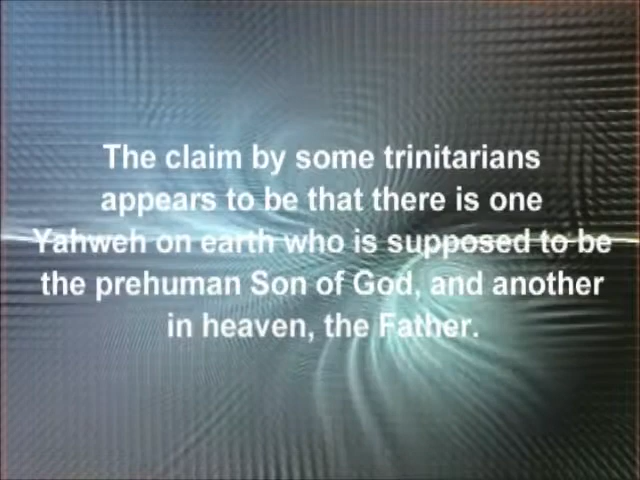 The claim by some trinitarians
appears to be that there is one
Yahweh on earth who is supposed to be
the prehuman Son of God, and another
in heaven, the Father.